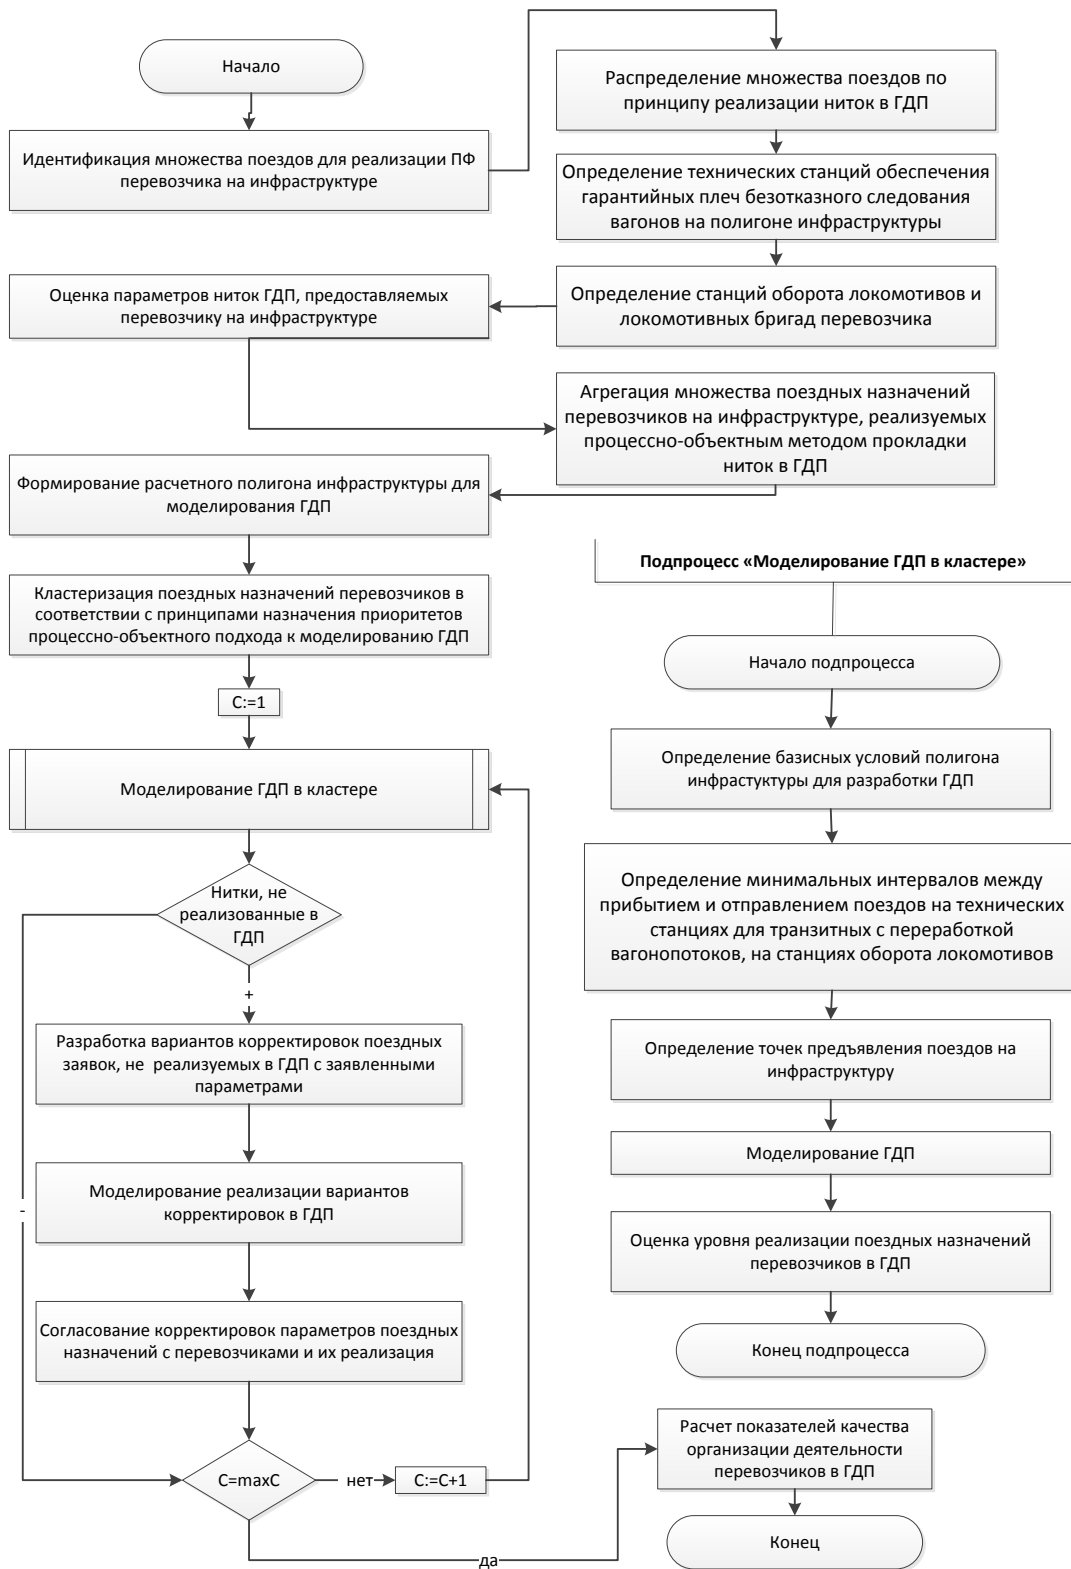 Начало
Идентификация множества поездов для реализации ПФ
перевозчика на инфраструктуре
Распределение множества поездов по
принципу реализации ниток в ГДП
Определение технических станций обеспечения
гарантийных плеч безотказного следования
вагонов на полигоне инфраструктуры
Определение станций оборота локомотивов и
локомотивных бригад перевозчика
Оценка параметров ниток ГДП, предоставляемых
перевозчику на инфраструктуре
Агрегация множества поездных назначений
перевозчиков на инфраструктуре, реализуемых
процессно-объектным методом прокладки
ниток в ГДП
Формирование расчетного полигона инфраструктуры для
моделирования ГДП
Кластеризация поездных назначений перевозчиков в
соответствии с принципами назначения приоритетов
процессно-объектного подхода к моделированию ГДП
C:=1
Моделирование ГДП в кластере
Нитки, не
реализованные в
ГДП
+
-
Разработка вариантов корректировок поездных
заявок, не реализуемых в ГДП с заявленными
параметрами
Моделирование реализации вариантов
корректировок в ГДП
Согласование корректировок параметров поездных
назначений с перевозчиками и их реализация
C=maxC
нет
C:=C+1
да
Подпроцесс «Моделирование ГДП в кластере»
Начало подпроцесса
Определение базисных условий полигона
инфрастуктуры для разработки ГДП
Определение минимальных интервалов между
прибытием и отправлением поездов на технических
станциях для транзитных с переработкой
вагонопотоков, на станциях оборота локомотивов
Определение точек предъявления поездов на
инфраструктуру
Моделирование ГДП
Оценка уровня реализации поездных назначений
перевозчиков в ГДП
Конец подпроцесса
Расчет показателей качества
организации деятельности
перевозчиков в ГДП
Конец